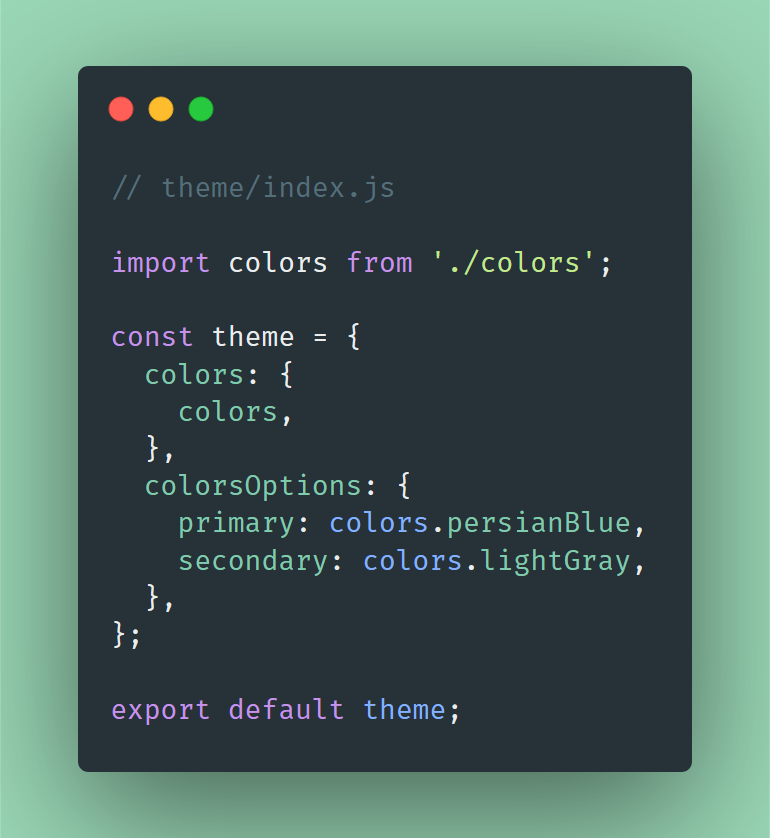 // theme/index.js
import colors from './colors';
const theme = {
  colors: {
    colors,
  },
  colorsOptions: {
    primary: colors.persianBlue,
    secondary: colors.lightGray,
  },
};
export default theme;